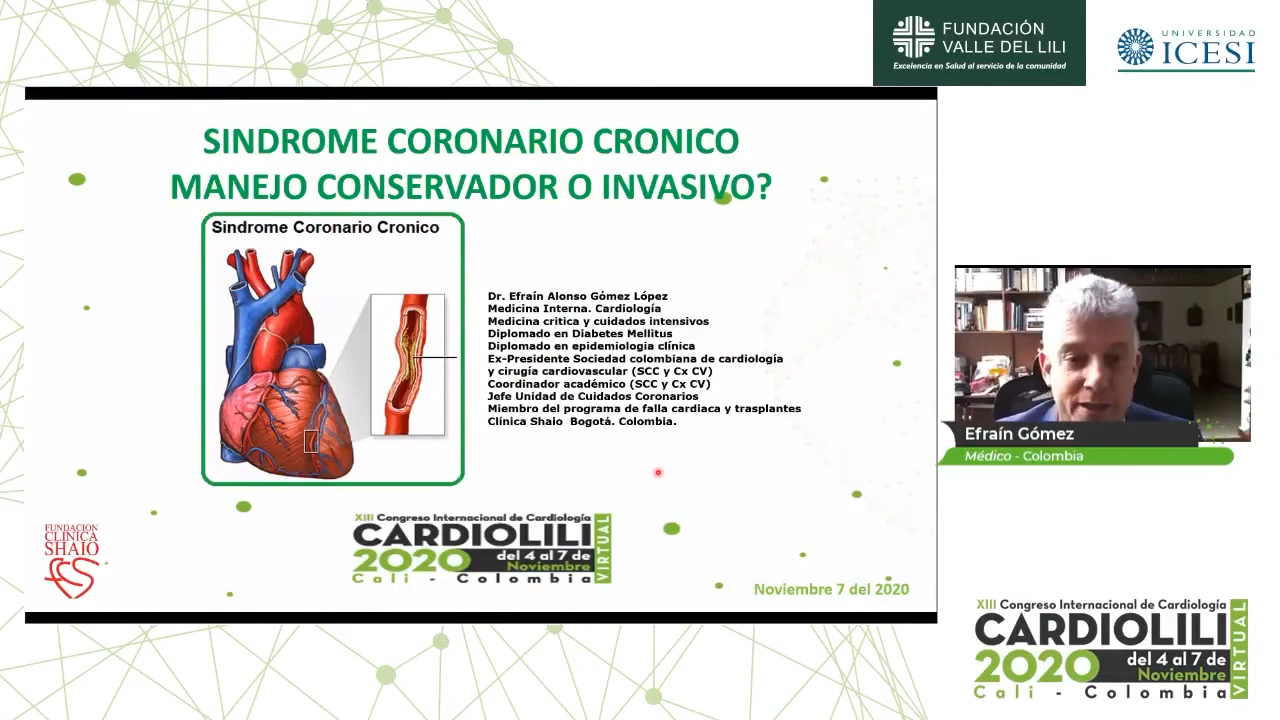 FUNDACIÓN
VALLE DEL LILI
Excelencia en Salud al servicio de la comunidad
UNIVERSIDAD
ICESI
SINDROME CORONARIO CRONICO
MANEJO CONSERVADOR O INVASIVO?
Sindrome Coronario Cronico
Dr. Efraín Alonso Gómez López
Medicina Interna. Cardiología
Medicina critica y cuidados intensivos
Diplomado en Diabetes Mellitus
Diplomado en epidemiologia clínica
Ex-Presidente Sociedad colombiana de cardiología
y cirugía cardiovascular (SCC y Cx CV)
Coordinador académico (SCC y Cx CV)
Jefe Unidad de Cuidados Coronarios
Miembro del programa de falla cardiaca y trasplantes
Clínica Shaio Bogotá. Colombia.
Efraín Gómez
Médico - Colombia
FUNDACION
CLINICA
SHAIO
XIII Congreso Internacional de Cardiología
CARDIOLILI
2020 del 4 al 7 de
Noviembre
Cali - Colombia
VIRTUAL
Noviembre 7 del 2020
XIII Congreso Internacional de Cardiología
CARDIOLILI
2020 del 4 al 7 de
Noviembre
Cali - Colombia
VIRTUAL